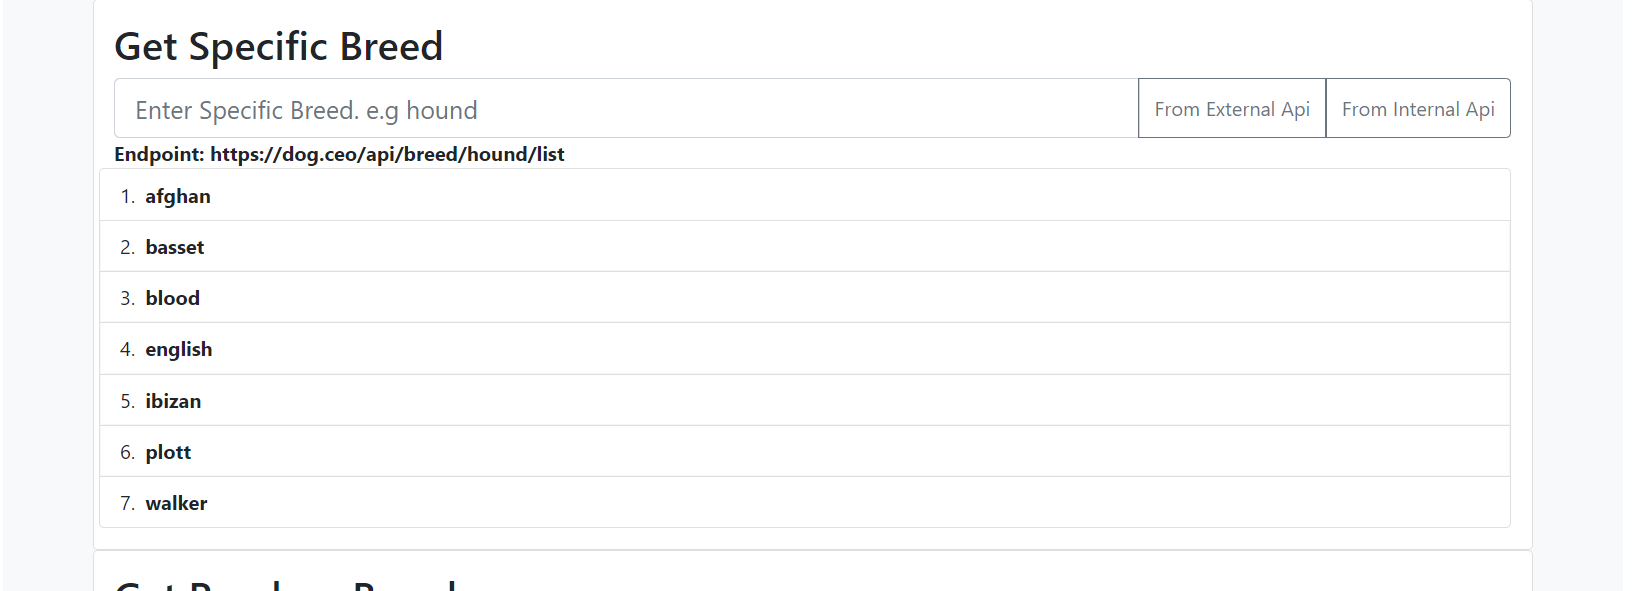 Get Specific Breed
Enter Specific Breed. e.g hound
From External Api
From Internal Api
Endpoint: https://dog.ceo/api/breed/hound/list
1. afghan
2. basset
3. blood
4. english
5. ibizan
6. plott
7. walker